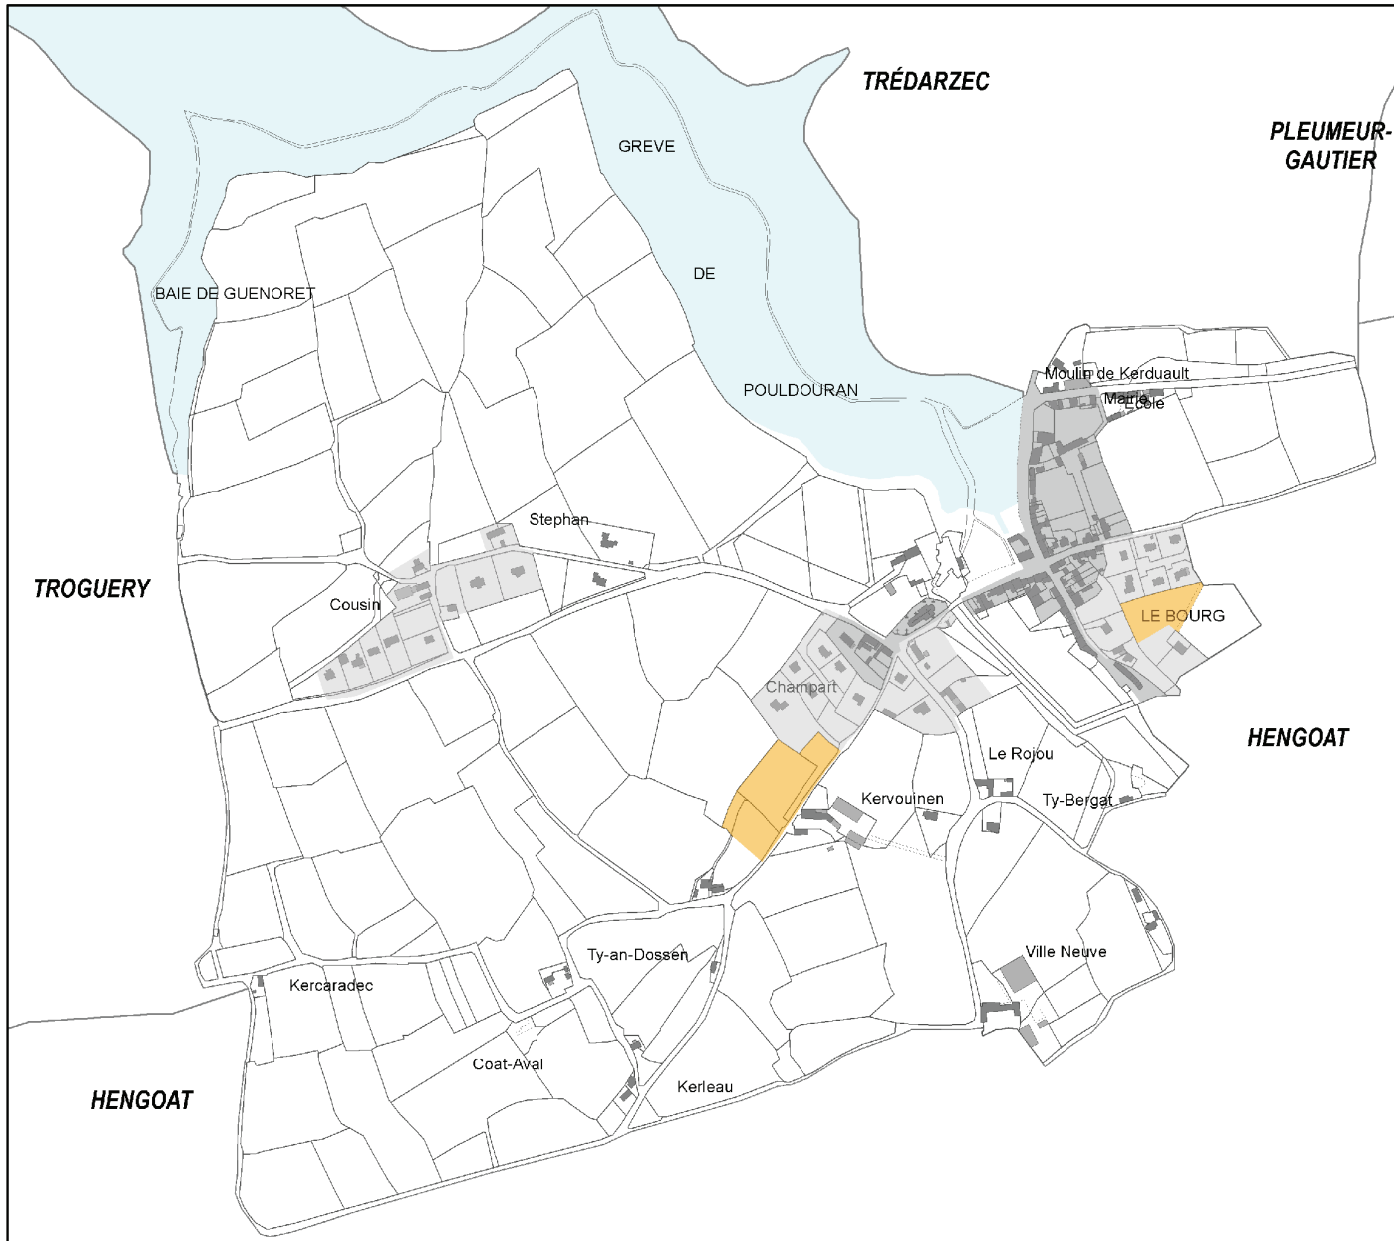 TRÉDARZEC
PLEUMEUR-
GAUTIER
GREVE
DE
BAIE DE GUENORET
POULDOURAN
Moulin de Kerduault
Mairie
Ecole
Stephan
TROGUERY
Cousin
LE BOURG
Champart
HENGOAT
Le Rojou
Kervouinen
Ty-Bergat
Ty-an-Dossen
Ville Neuve
Kercaradec
Coat-Aval
Kerleau
HENGOAT